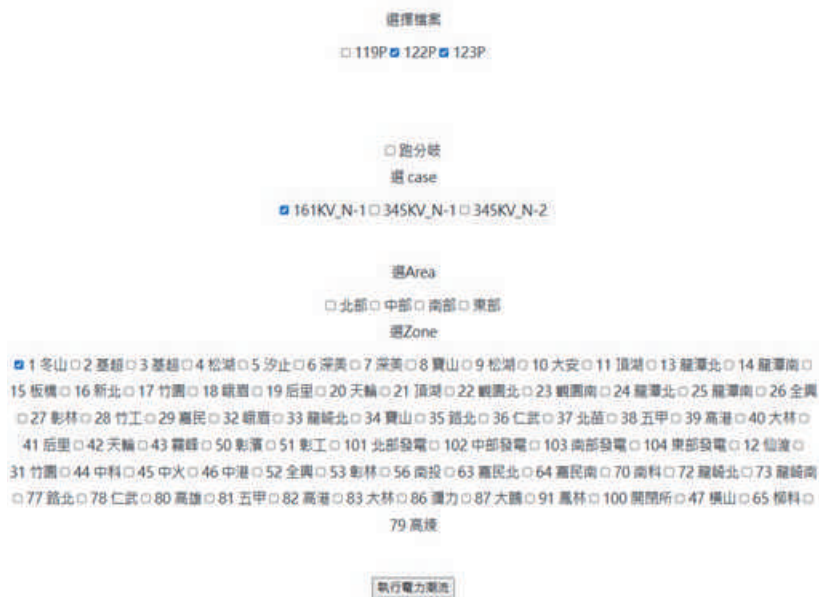 選擇檔案
119P 122P 123P
跑分歧
選 case
161KV_N-1 345KV_N-1 345KV_N-2
選Area
北部 中部 南部 東部
選Zone
1 冬山 2 基超 3 基超 4 松湖 5 汐止 6 深美 7 深美 8 寶山 9 松湖 10 大安 11 頂湖 13 龍潭北 14 龍潭南
15 板橋 16 新北 17 竹園 18 峨眉 19 后里 20 天輪 21 頂湖 22 觀園北 23 觀園南 24 龍潭北 25 龍潭南 26 全興
27 彰林 28 竹工 29 嘉民 32 峨眉 33 龍崎北 34 寶山 35 路北 36 仁武 37 北苗 38 五甲 39 高港 40 大林
41 后里 42 天輪 43 霧峰 50 彰濱 51 彰工 101 北部發電 102 中部發電 103 南部發電 104 東部發電 12 仙渡
31 竹園 44 中科 45 中火 46 中港 52 全興 53 彰林 56 南投 63 嘉民北 64 嘉民南 70 南科 72 龍崎北 73 龍崎南
77 路北 78 仁武 80 高雄 81 五甲 82 高港 83 大林 86 瀰力 87 大鵬 91 鳳林 100 開閉所 47 橫山 65 柳科
79 高煉
執行電力潮流